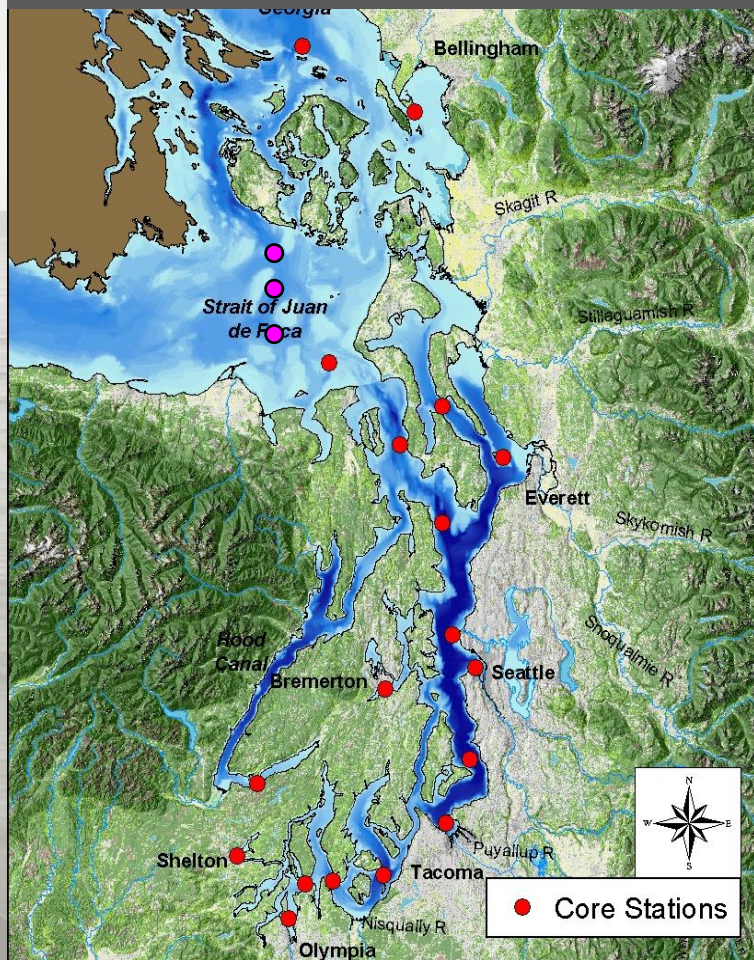 Georgia
Bellingham
Skagit R
Stillaguamish R
Strait of Juan
de Fuca
Everett
Skykomish R
Snoqualmie R
Hood
Canal
Bremerton
Seattle
N
W
E
S
Shelton
Puyallup R
Tacoma
Core Stations
Nisqually R
Olympia